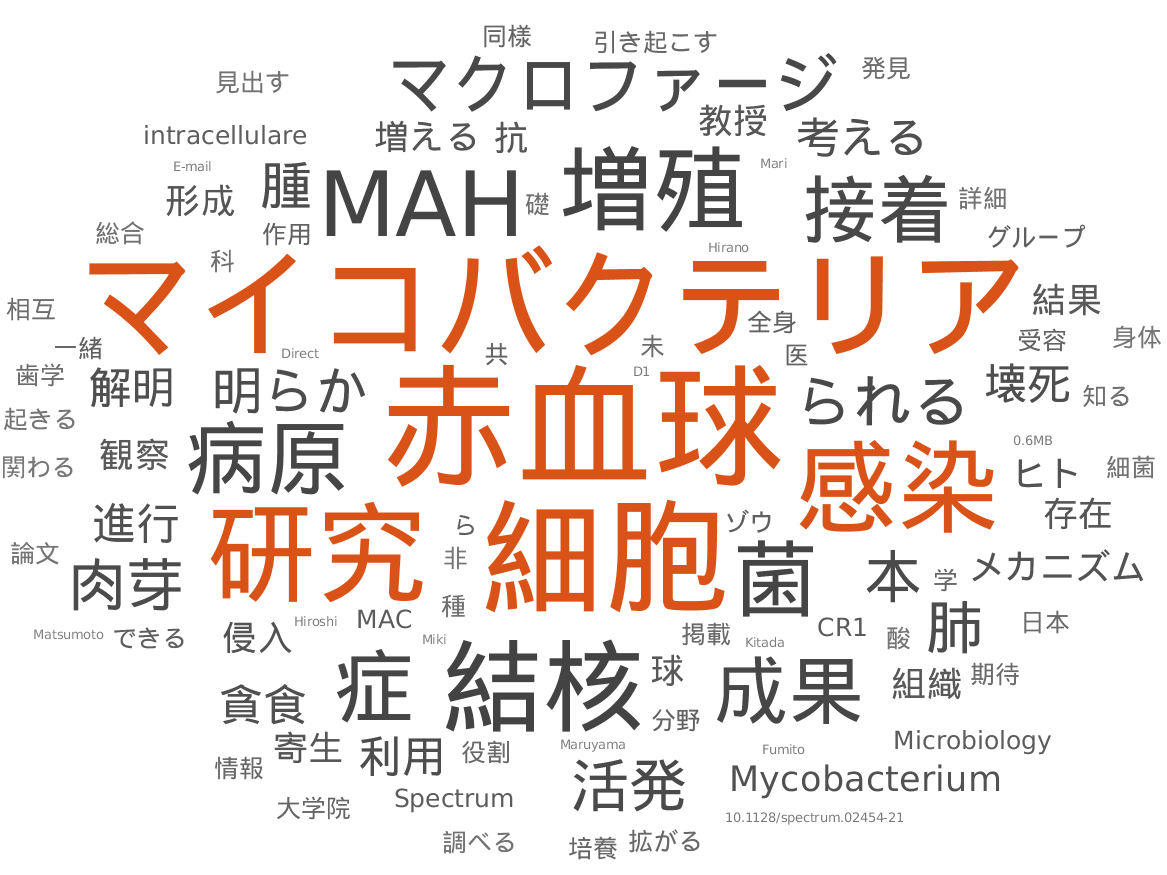 同様
引き起こす
マクロファージ
発見
見出す
intracellulare
増える
抗
教授
考える
E-mail
腫
MAH
礎
増殖
Mari
接着
詳細
形成
総合
作用
グループ
科
Hirano
マイコバクテリア
相互
全身
結果
一緒
Direct
共
未
医
受容
身体
歯学
解明
明らか
赤血球
D1
られる
壊死
知る
起きる
関わる
観察
病原
感染
0.6MB
ヒト
細菌
進行
研究
ら
細胞
ゾウ
存在
論文
肉芽
非
菌
本
学
メカニズム
種
Matsumoto
できる
侵入
Hiroshi
MAC
Miki
掲載
Kitada
CR1
酸
肺
日本
貪食
症
結核
球
成果
組織
期待
分野
情報
寄生
利用
役割
Maruyama
Fumito
Microbiology
大学院
Spectrum
活発
Mycobacterium
10.1128/spectrum.02454-21
調べる
培養
拡がる